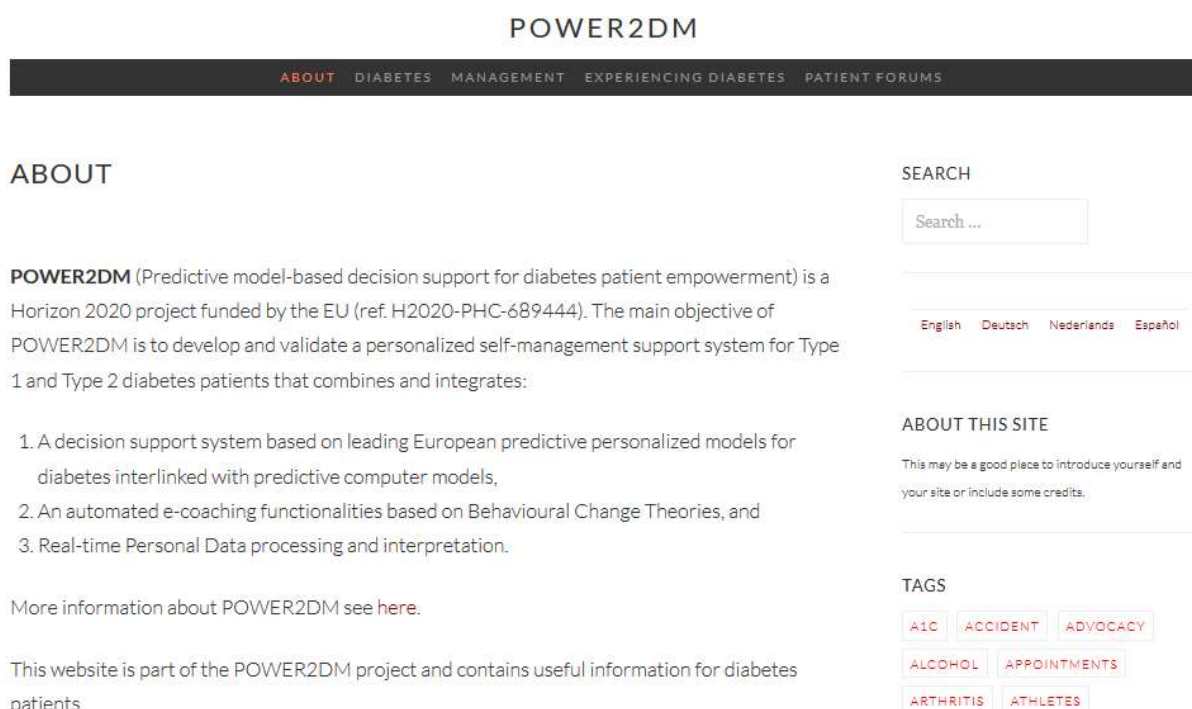 POWER2DM
ABOUT DIABETES MANAGEMENT EXPERIENCING DIABETES PATIENT FORUMS
ABOUT
POWER2DM (Predictive model-based decision support for diabetes patient empowerment) is a
Horizon 2020 project funded by the EU (ref. H2020-PHC-689444). The main objective of
POWER2DM is to develop and validate a personalized self-management support system for Type
1 and Type 2 diabetes patients that combines and integrates:
1. A decision support system based on leading European predictive personalized models for
diabetes interlinked with predictive computer models,
2. An automated e-coaching functionalities based on Behavioural Change Theories, and
3. Real-time Personal Data processing and interpretation.
More information about POWER2DM see here.
This website is part of the POWER2DM project and contains useful information for diabetes
patients.
SEARCH
Search ...
English Deutsch Nederlands Español
ABOUT THIS SITE
This may be a good place to introduce yourself and
your site or include some credits.
TAGS
A1C ACCIDENT ADVOCACY
ALCOHOL APPOINTMENTS
ARTHRITIS ATHLETES